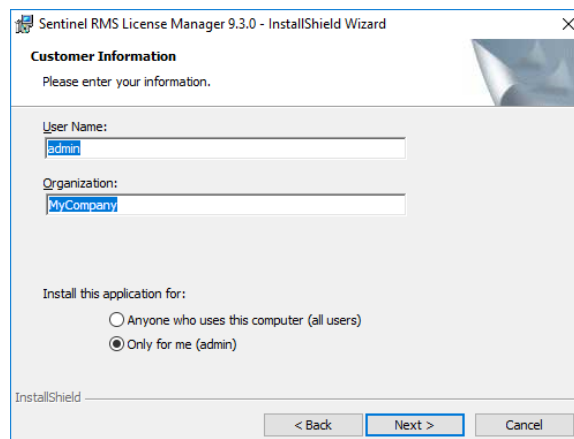 Sentinel RMS License Manager 9.3.0 - InstallShield Wizard
Customer Information
Please enter your information.
User Name:
admin
Organization:
MyCompany
Install this application for:
Anyone who uses this computer (all users)
Only for me (admin)
InstallShield
< Back Next > Cancel